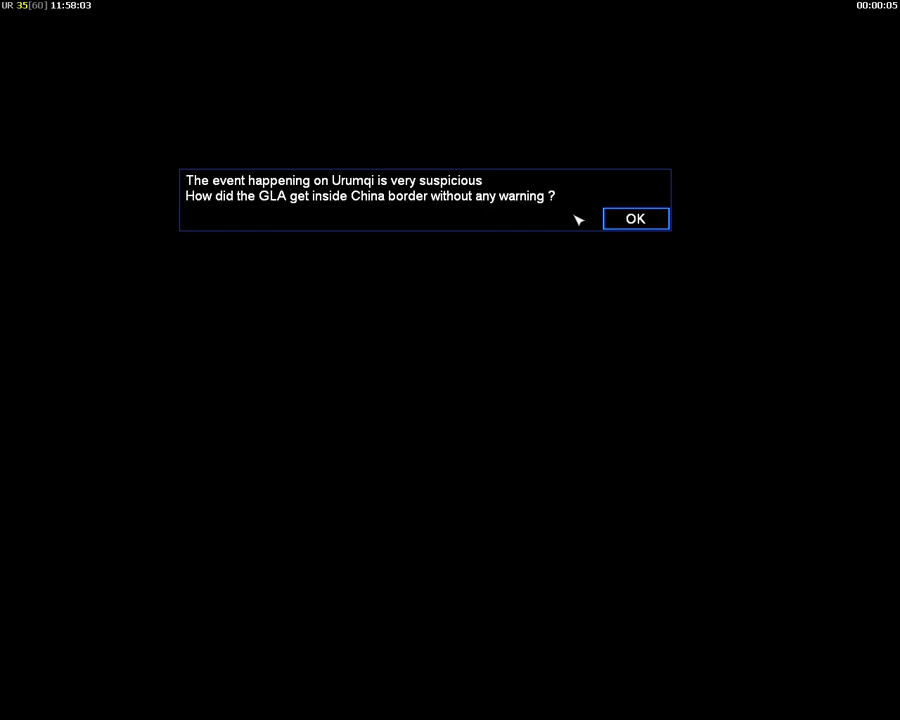 UR 35[60] 11:58:03
00:00:05
The event happening on Urumqi is very suspicious
How did the GLA get inside China border without any warning ?
OK